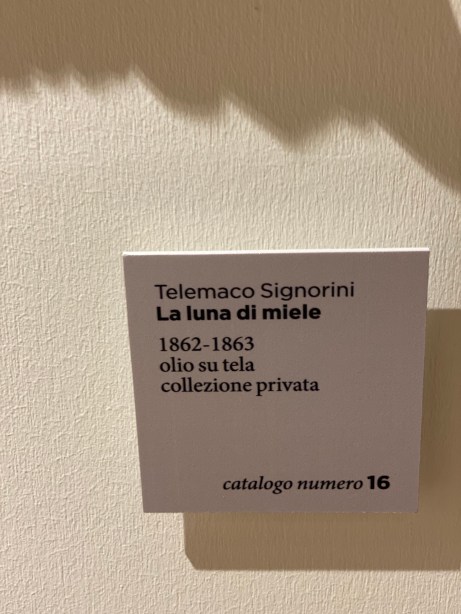 Telemaco Signorini
La luna di miele
1862-1863
olio su tela
collezione privata
catalogo numero 16